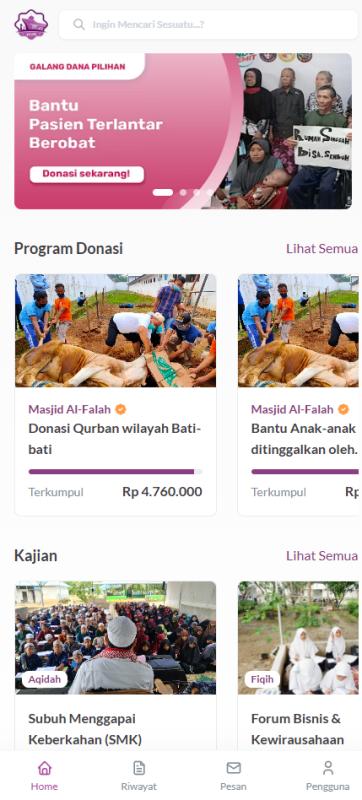 Ingin Mencari Sesuatu...?
GALANG DANA PILIHAN
Bantu
Pasien Terlantar
Berobat
Donasi sekarang!
Program Donasi
Lihat Semua
Masjid Al-Falah
Donasi Qurban wilayah Bati-
bati
Terkumpul
Rp 4.760.000
Masjid Al-Falah
Bantu Anak-anak
ditinggalkan oleh.
Terkumpul
Rp
Kajian
Lihat Semua
Aqidah
Subuh Menggapai
Keberkahan (SMK)
Fiqih
Forum Bisnis &
Kewirausahaan
Home
Riwayat
Pesan
Pengguna